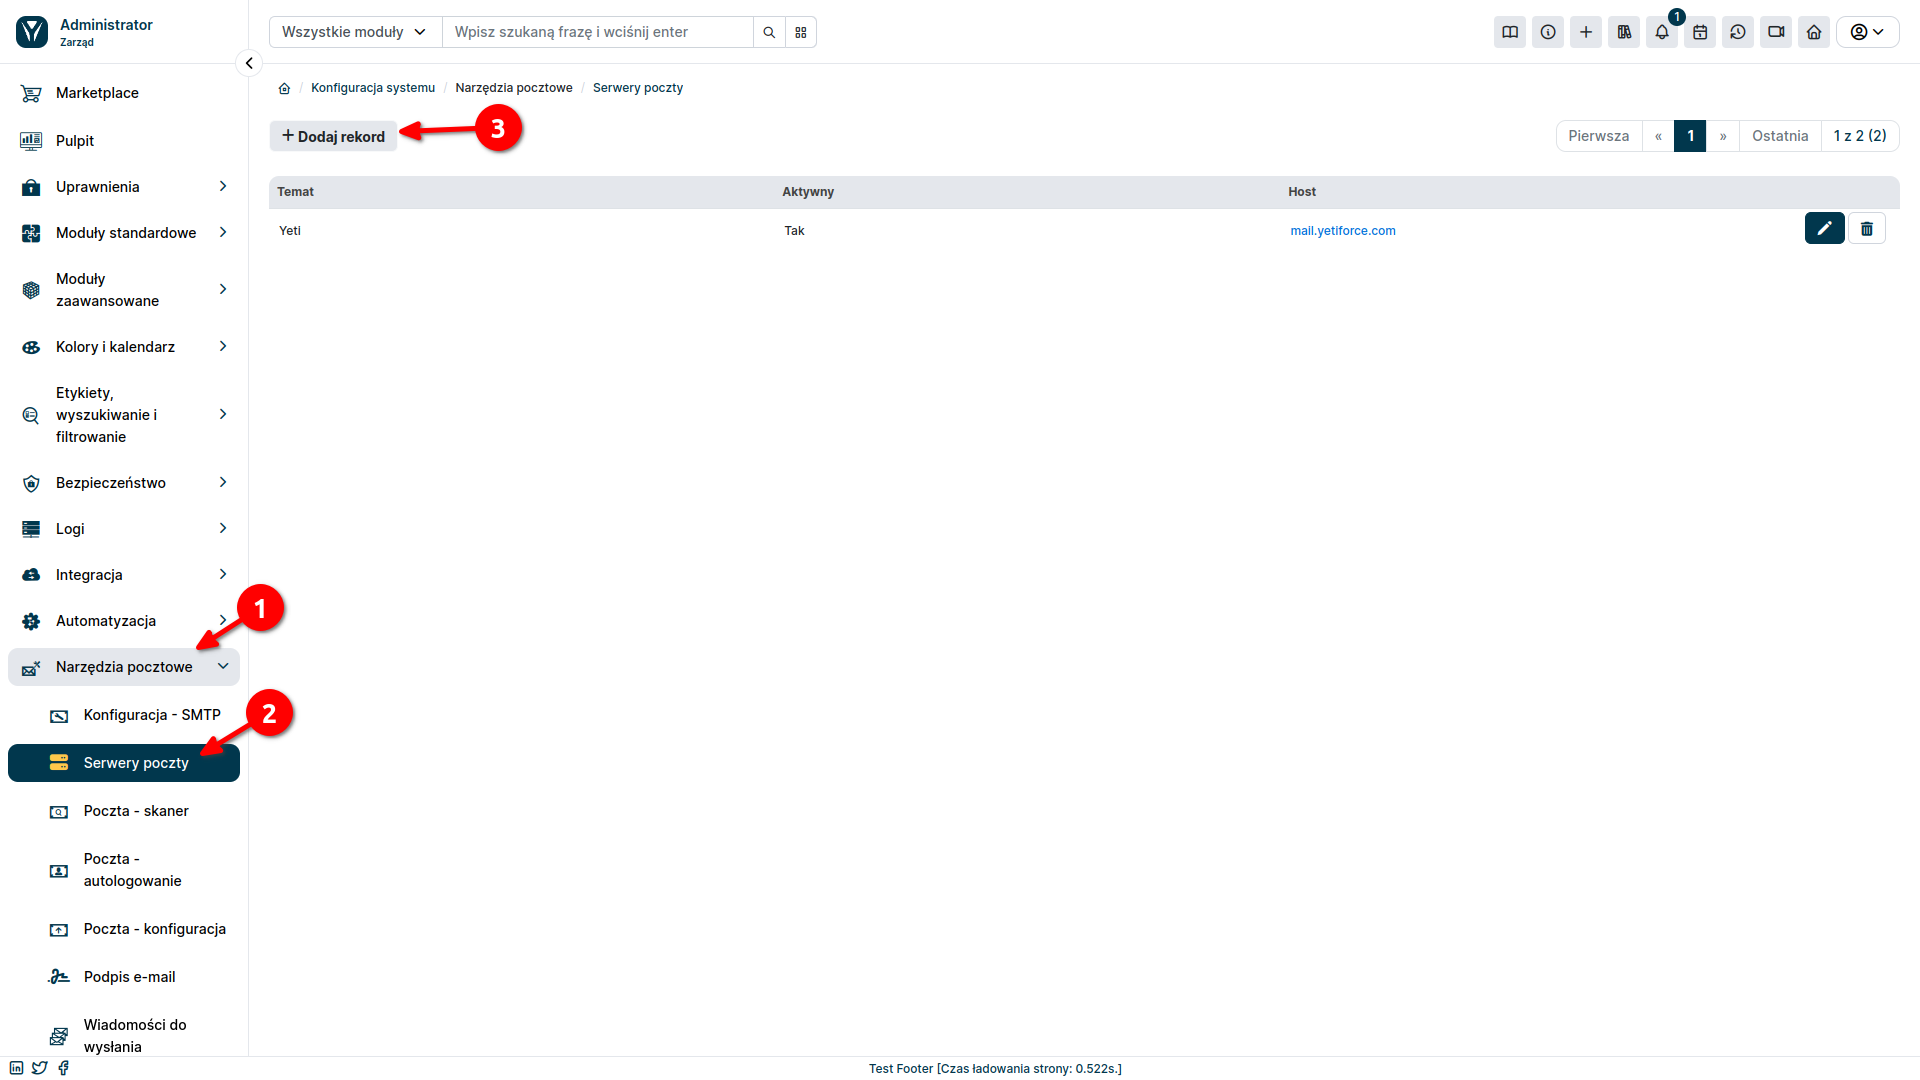 Administrator
Zarząd
Wszystkie moduły
Wpisz szukaną frazę i wciśnij enter
1
Marketplace
Pulpit
Uprawnienia
Moduły standardowe
Moduły
zaawansowane
Kolory i kalendarz
Etykiety,
wyszukiwanie i
filtrowanie
Bezpieczeństwo
Logi
Integracja
Automatyzacja
1
Narzędzia pocztowe
Konfiguracja - SMTP
2
Serwery poczty
Poczta - skaner
Poczta -
autologowanie
Poczta - konfiguracja
Podpis e-mail
Wiadomości do
wysłania
/ Konfiguracja systemu / Narzędzia pocztowe / Serwery poczty
+ Dodaj rekord
3
Pierwsza « 1 » Ostatnia 1 z 2 (2)
Temat Aktywny Host
Yeti Tak mail.yetiforce.com
Test Footer [Czas ładowania strony: 0.522s.]